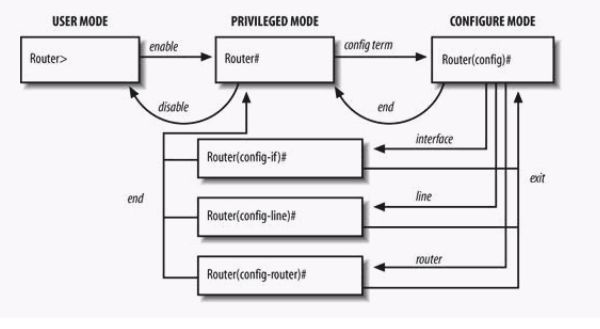 USER MODE
PRIVILEGED MODE
CONFIGURE MODE
Router>
enable
Router#
config term
Router(config)#
disable
end
interface
Router(config-if)#
exit
end
line
Router(config-line)#
router
Router(config-router)#